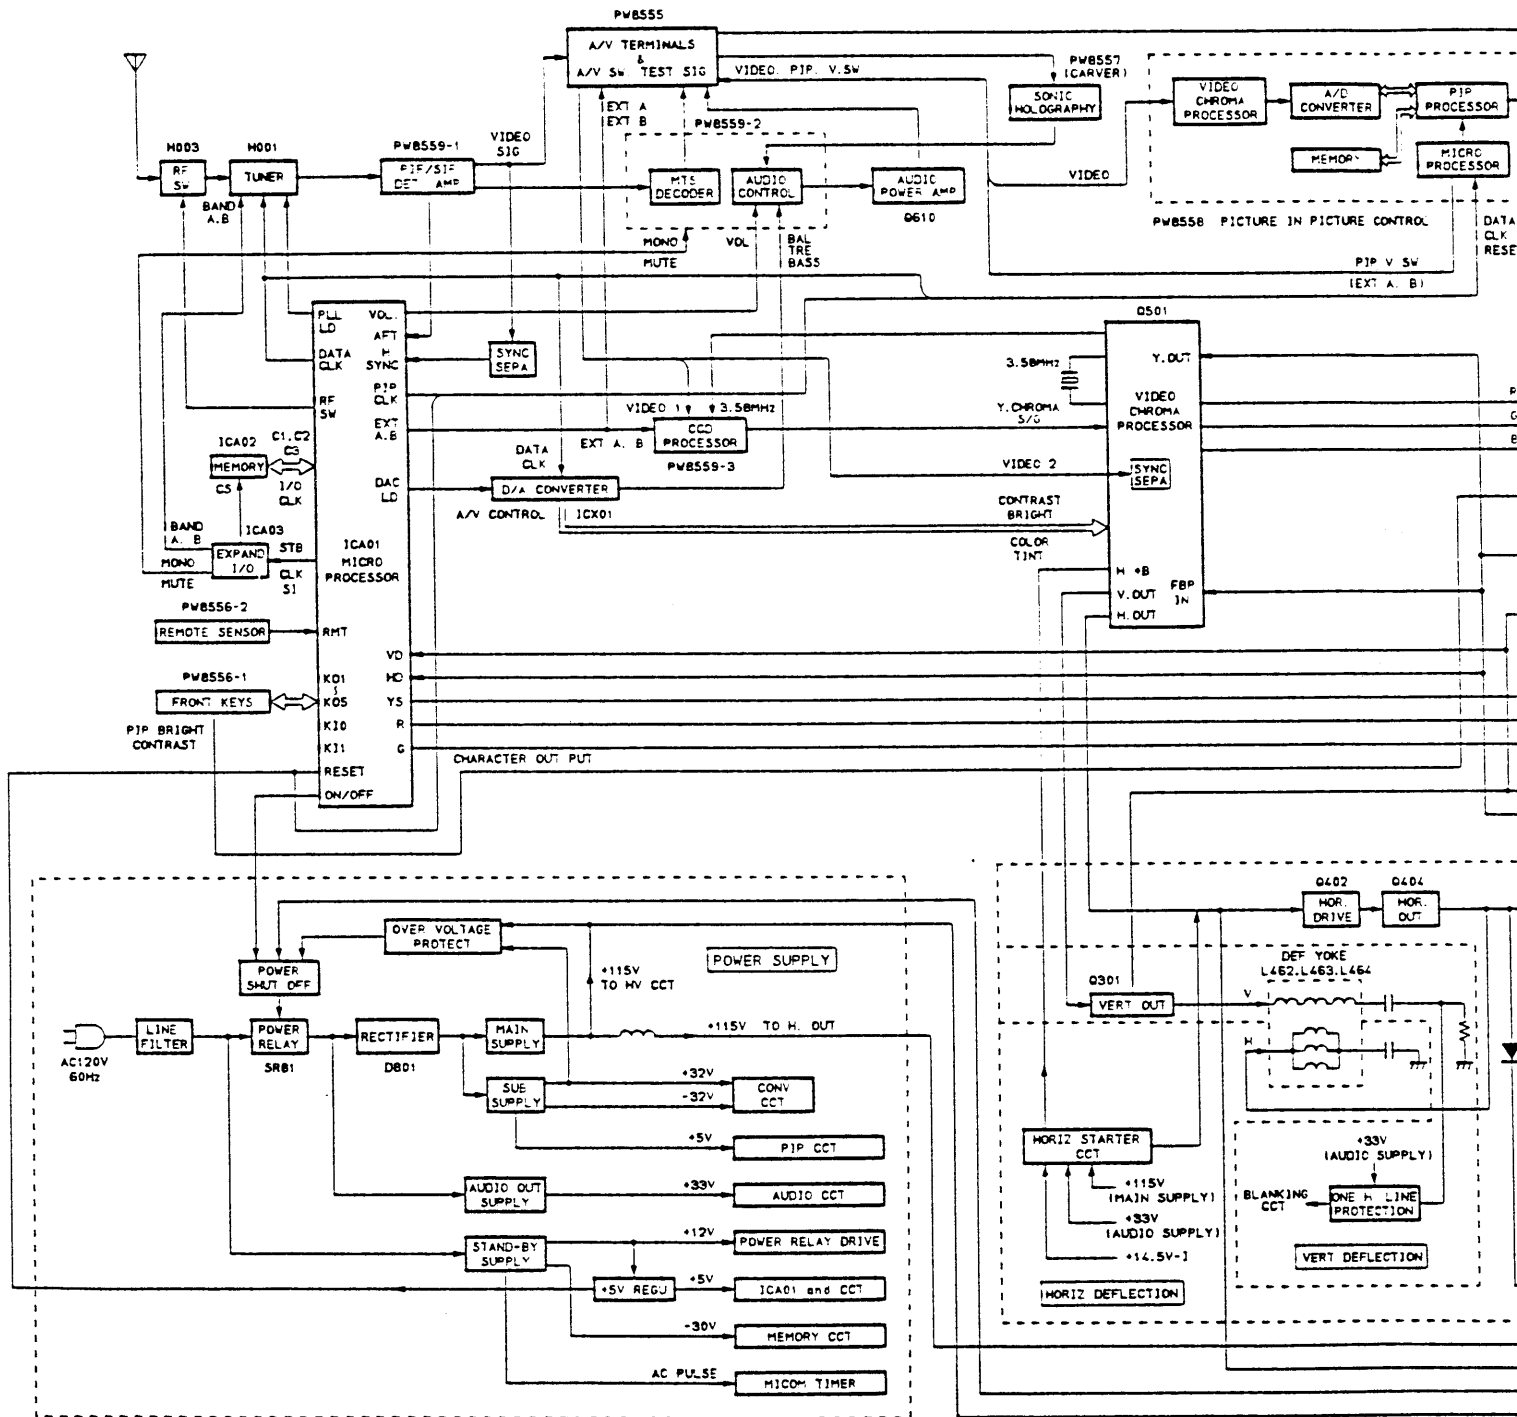 PW8555
A/V TERMINALS
&
A/V SW. TEST SIG
VIDEO. PIP. V.SW
PW8557
(CARVER)
SONIC
HOLOGRAPHY
VIDEO
CHROMA
PROCESSOR
A/D
CONVERTER
PIP
PROCESSOR
MEMORY
MICRO
PROCESSOR
PW8558 PICTURE IN PICTURE CONTROL
DATA
CLK
RESE
EXT A
EXT B
PW8559-2
VIDEO
SIG
H003
RF
SW
H001
TUNER
PW8559-1
PIF/SIF
DET AMP
MTS
DECODER
AUDIO
CONTROL
AUDIO
POWER AMP
Q610
VIDEO
BAND
A.B
MONO
MUTE
VOL
BAL
TRE
BASS
PIP V SW
(EXT A. B)
PLL
LD
VOL.
AFT
DATA
CLK
H
SYNC
SYNC
SEPA
PIP
CLK
RF
SW
EXT
A.B
VIDEO 1
3.58MHz
CCD
PROCESSOR
PW8559-3
EXT A. B
Q501
3.58MHz
Y.OUT
Y.CHROMA
S/G
VIDEO
CHROMA
PROCESSOR
R
G
B
ICA02
MEMORY
C1.C2
C3
I/O
CLK
CS
DATA
CLK
DAC
LD
D/A CONVERTER
A/V CONTROL
ICX01
VIDEO 2
SYNC
SEPA
CONTRAST
BRIGHT
COLOR
TINT
BAND
A. B
ICA03
EXPAND
I/O
STB
CLK
SI
MONO
MUTE
ICA01
MICRO
PROCESSOR
H +B
V.OUT
H.OUT
FBP
IN
PW8556-2
REMOTE SENSOR
RMT
VD
HD
YS
R
G
PW8556-1
FRONT KEYS
KO1
KO5
KI0
KI1
RESET
ON/OFF
PIP BRIGHT
CONTRAST
CHARACTER OUT PUT
Q402
HOR.
DRIVE
Q404
HOR.
OUT
OVER VOLTAGE
PROTECT
POWER SUPPLY
POWER
SHUT OFF
+115V
TO HV CCT
DEF YOKE
L462.L463.L464
Q301
VERT OUT
V
H
AC120V
60Hz
LINE
FILTER
POWER
RELAY
SR81
RECTIFIER
D801
MAIN
SUPPLY
+115V TO H. OUT
SUB
SUPPLY
+32V
-32V
CONV
CCT
+5V
PIP CCT
AUDIO OUT
SUPPLY
+33V
AUDIO CCT
STAND-BY
SUPPLY
+12V
POWER RELAY DRIVE
+5V REGU
+5V
ICA01 and CCT
-30V
MEMORY CCT
AC PULSE
MICOM TIMER
HORIZ STARTER
CCT
+115V
(MAIN SUPPLY)
+33V
(AUDIO SUPPLY)
+14.5V-1
HORIZ DEFLECTION
+33V
(AUDIO SUPPLY)
BLANKING
CCT
ONE H. LINE
PROTECTION
VERT DEFLECTION